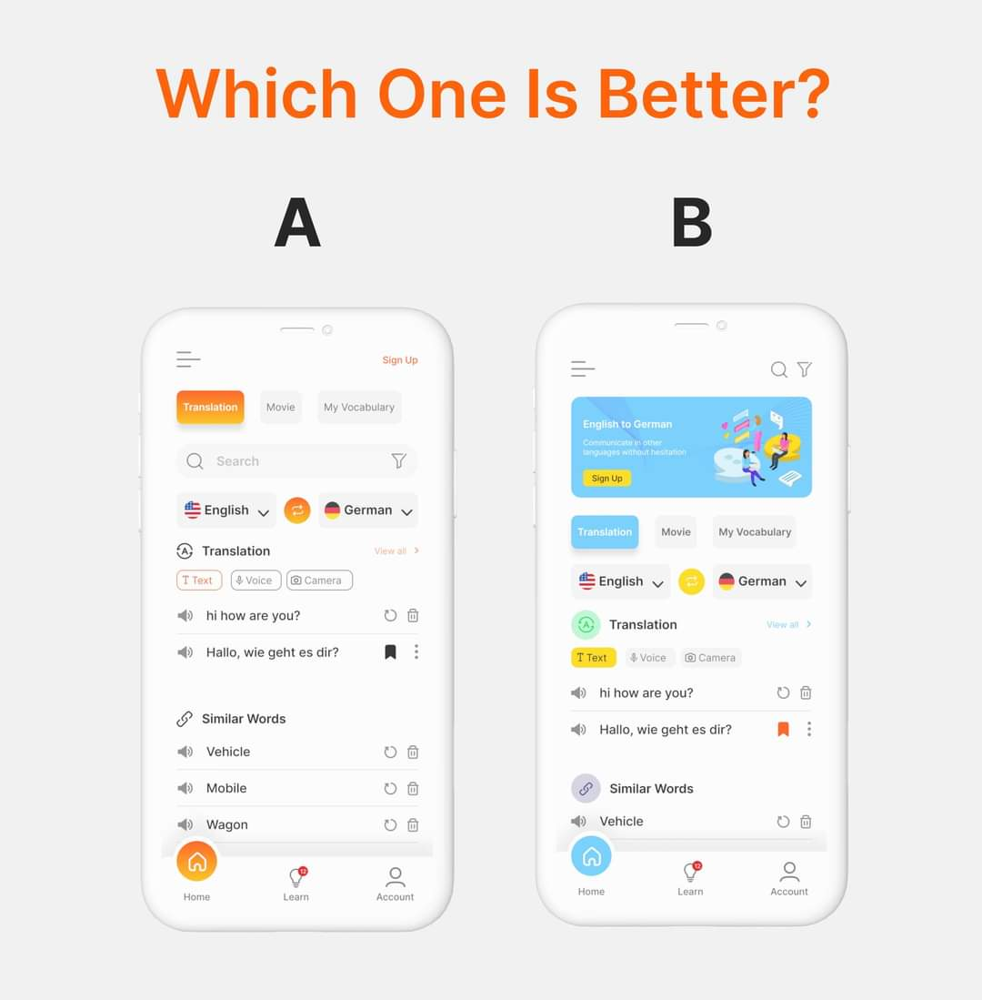 Which One Is Better?
A
B
Sign Up
Translation Movie My Vocabulary
Search
English German
A Translation View all
T Text Voice Camera
hi how are you?
Hallo, wie geht es dir?
Similar Words
Vehicle
Mobile
Wagon
12
Home Learn Account
English to German
Communicate in other
languages without hesitation
Sign Up
Translation Movie My Vocabulary
English German
A Translation View all
T Text Voice Camera
hi how are you?
Hallo, wie geht es dir?
Similar Words
Vehicle
12
Home Learn Account